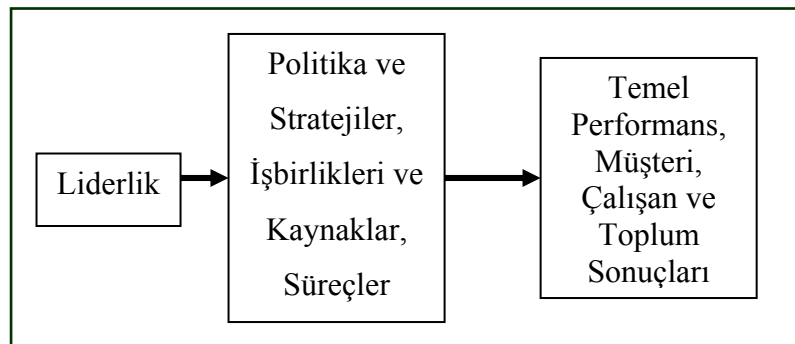 Liderlik
Politika ve
Stratejiler,
İşbirlikleri ve
Kaynaklar,
Süreçler
Temel
Performans,
Müşteri,
Çalışan ve
Toplum
Sonuçları